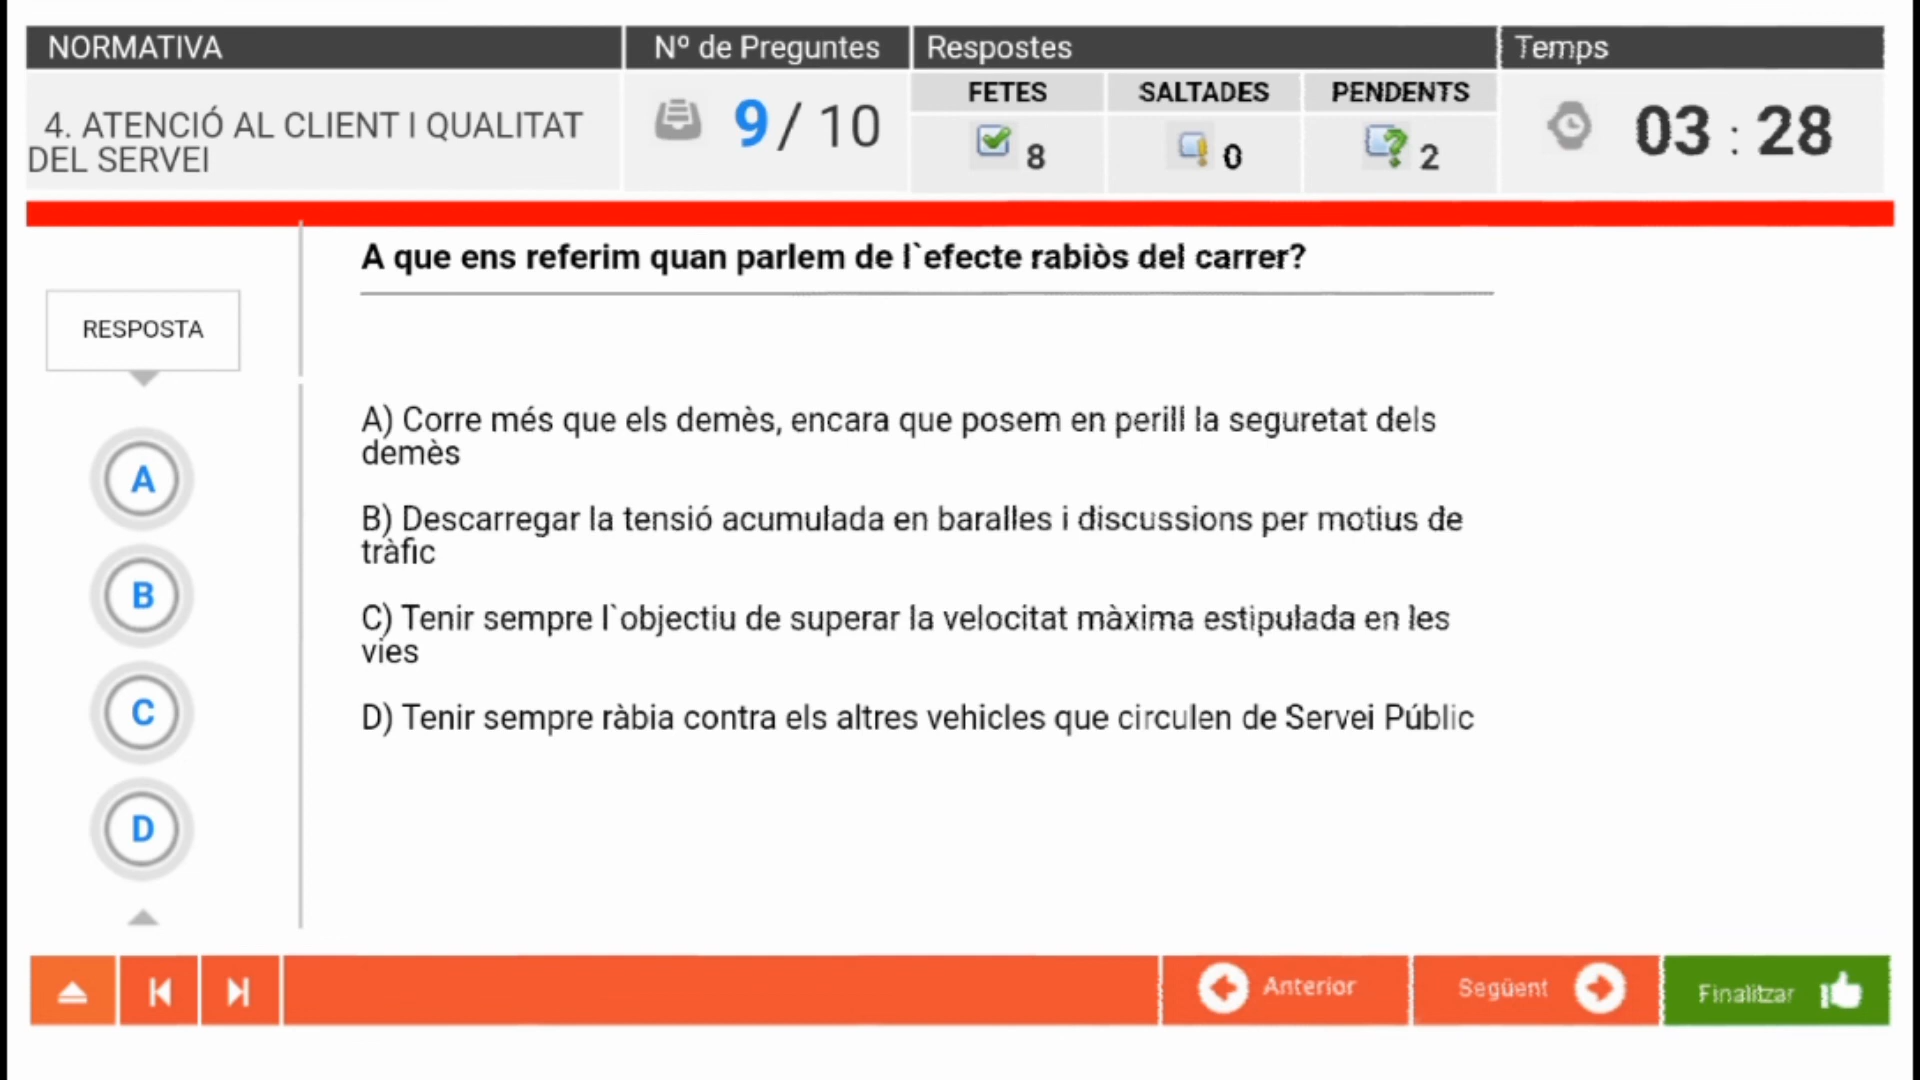 NORMATIVA
Nº de Preguntes
Respostes
Temps
4. ATENCIÓ AL CLIENT I QUALITAT
DEL SERVEI
9 / 10
FETES
8
SALTADES
0
PENDENTS
2
03 : 28
A que ens referim quan parlem de l`efecte rabiòs del carrer?
RESPOSTA
A
B
C
D
A) Corre més que els demès, encara que posem en perill la seguretat dels
demès
B) Descarregar la tensió acumulada en baralles i discussions per motius de
tràfic
C) Tenir sempre l`objectiu de superar la velocitat màxima estipulada en les
vies
D) Tenir sempre ràbia contra els altres vehicles que circulen de Servei Públic
Anterior
Següent
Finalitzar